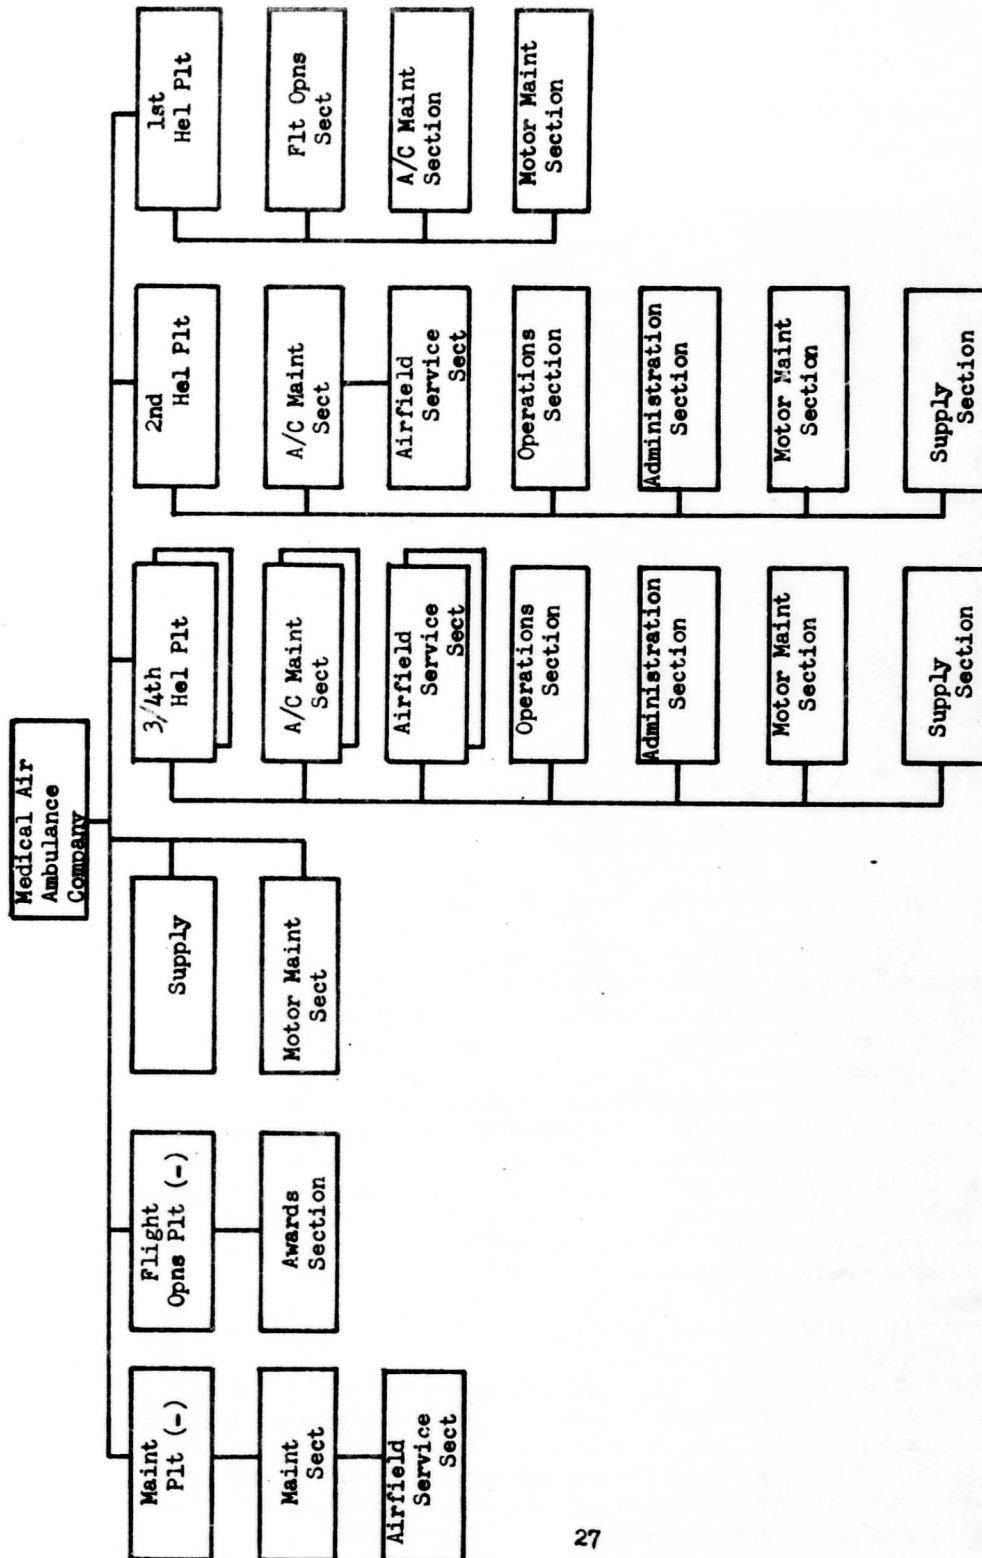 Medical Air
Ambulance
Company
Maint
Plt (-)
Maint
Sect
Airfield
Service
Sect
Flight
Opns Plt (-)
Awards
Section
Supply
Motor Maint
Sect
3/4th
Hel Plt
A/C Maint
Sect
Airfield
Service
Sect
Operations
Section
Administration
Section
Motor Maint
Section
Supply
Section
2nd
Hel Plt
A/C Maint
Sect
Airfield
Service
Sect
Operations
Section
Administration
Section
Motor Maint
Section
Supply
Section
1st
Hel Plt
Flt Opns
Sect
A/C Maint
Section
Motor Maint
Section
27